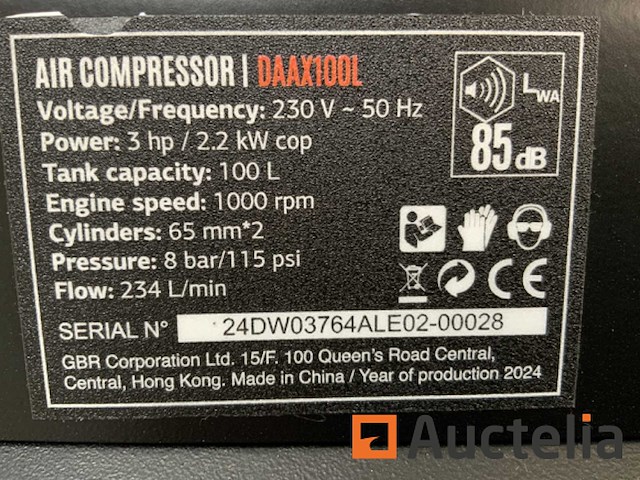 AIR COMPRESSOR | DAAX100L
Voltage/Frequency: 230 V ~ 50 Hz
Power: 3 hp / 2.2 kW cop
Tank capacity: 100 L
Engine speed: 1000 rpm
Cylinders: 65 mm*2
Pressure: 8 bar/115 psi
Flow: 234 L/min
LWA
85 dB
CE
SERIAL N° 24DW03764ALE02-00028
GBR Corporation Ltd. 15/F, 100 Queen's Road Central,
Central, Hong Kong. Made in China / Year of production 2024
Auctelia